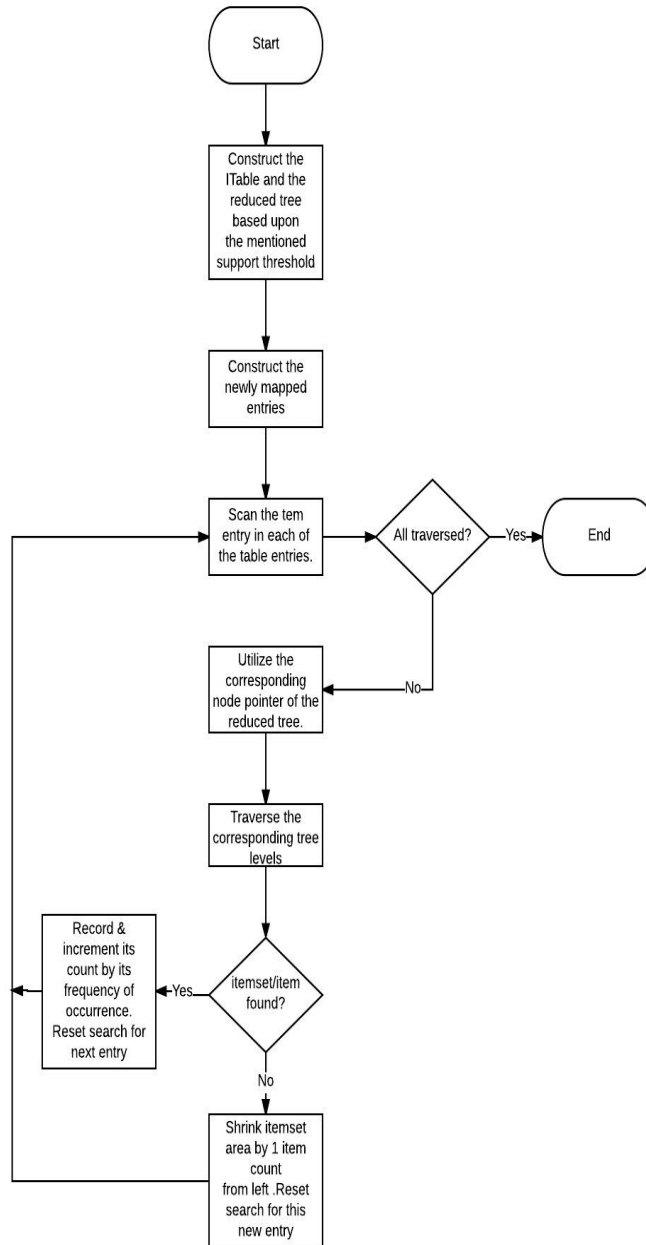 Start
Construct the
ITable and the
reduced tree
based upon
the mentioned
support threshold
Construct the
newly mapped
entries
Scan the tem
entry in each of
the table entries.
All traversed?
Yes
End
No
Utilize the
corresponding
node pointer of the
reduced tree.
Traverse the
corresponding tree
levels
itemset/item
found?
Yes
Record &
increment its
count by its
frequency of
occurrence.
Reset search for
next entry
No
Shrink itemset
area by 1 item
count
from left .Reset
search for this
new entry